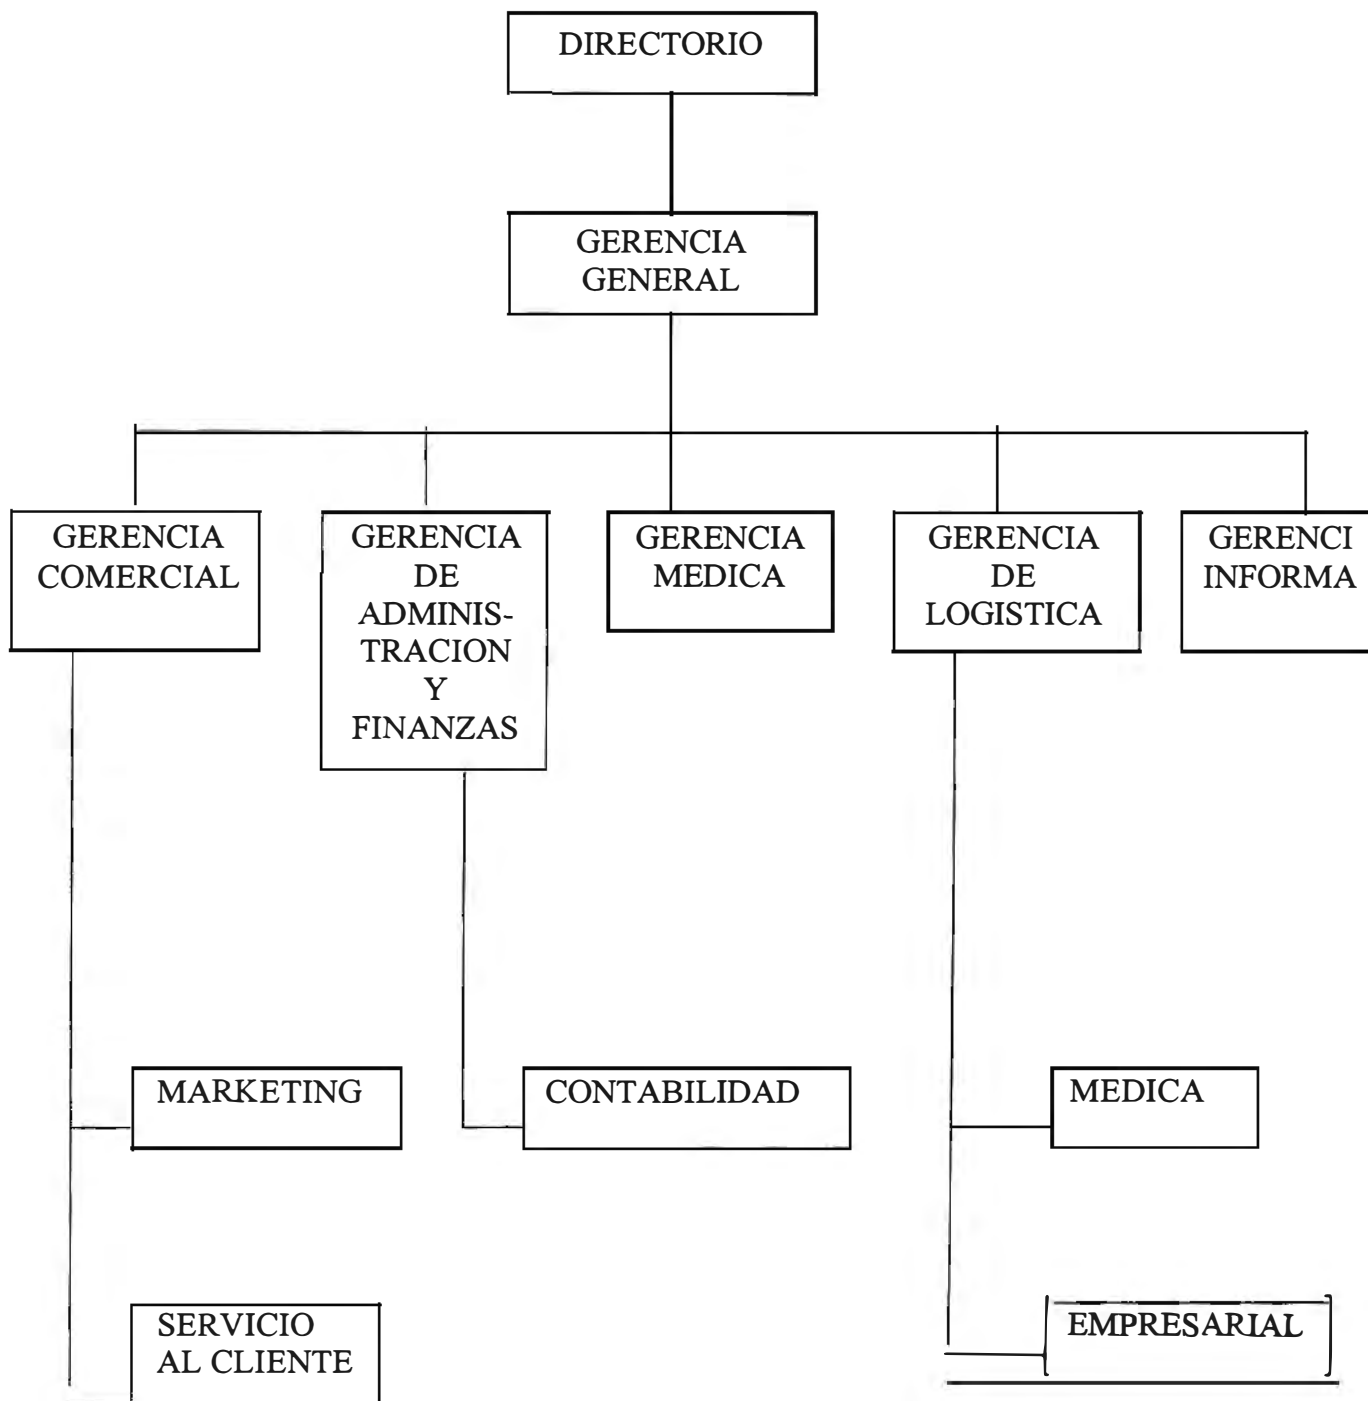 DIRECTORIO
GERENCIA
GENERAL
GERENCIA
COMERCIAL
GERENCIA
DE
ADMINIS-
TRACION
Y
FINANZAS
GERENCIA
MEDICA
GERENCIA
DE
LOGISTICA
GERENCI
INFORMA
MARKETING
CONTABILIDAD
MEDICA
SERVICIO
AL CLIENTE
EMPRESARIAL